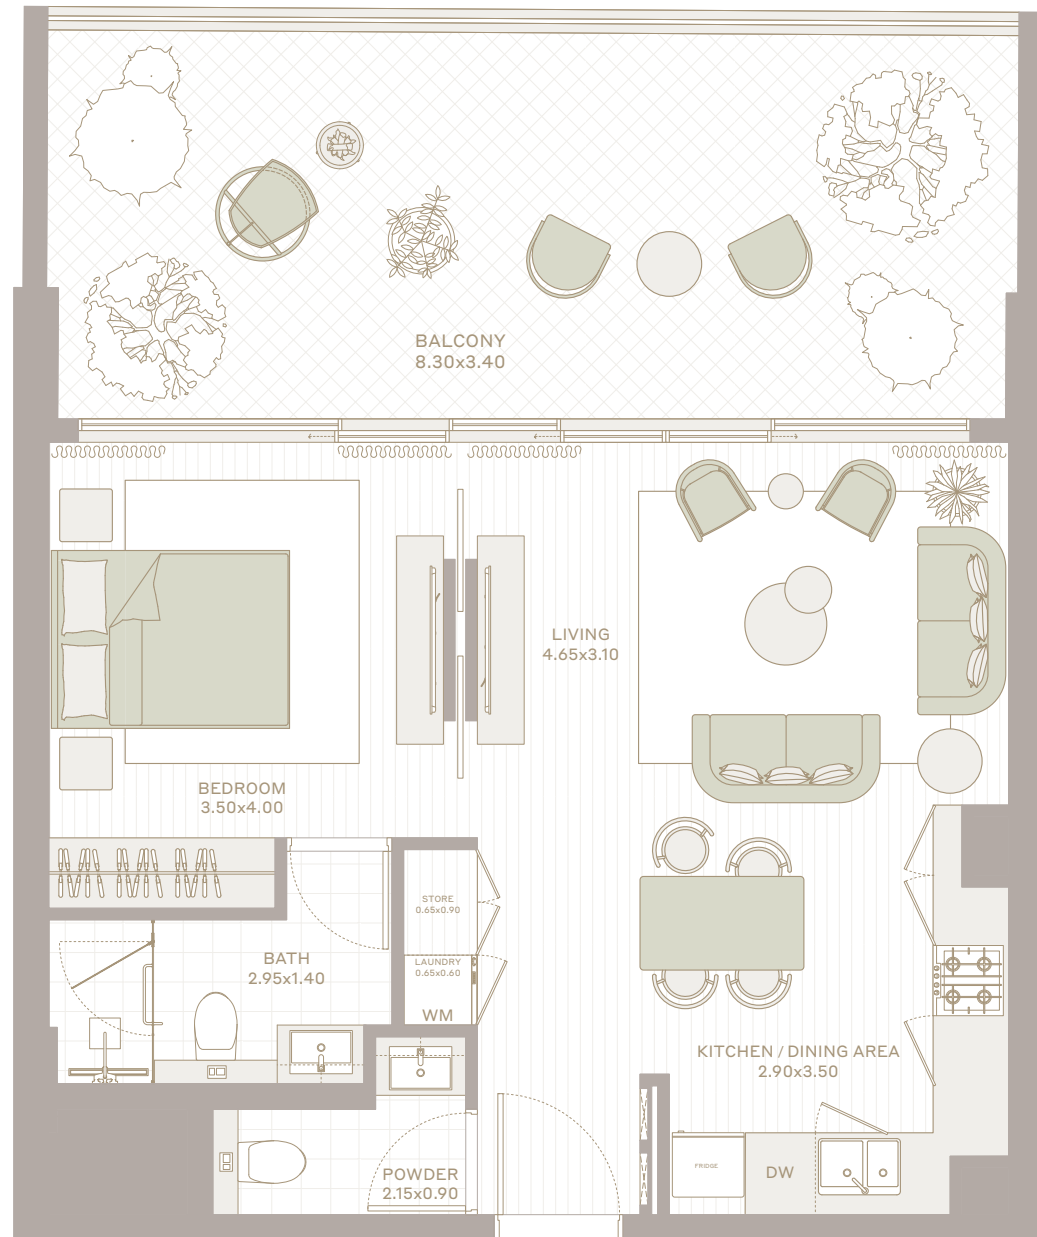 BALCONY
8.30x3.40
LIVING
4.65x3.10
BEDROOM
3.50x4.00
STORE
0.65x0.90
BATH
2.95x1.40
LAUNDRY
0.65x0.60
WM
KITCHEN / DINING AREA
2.90x3.50
POWDER
2.15x0.90
FRIDGE
DW